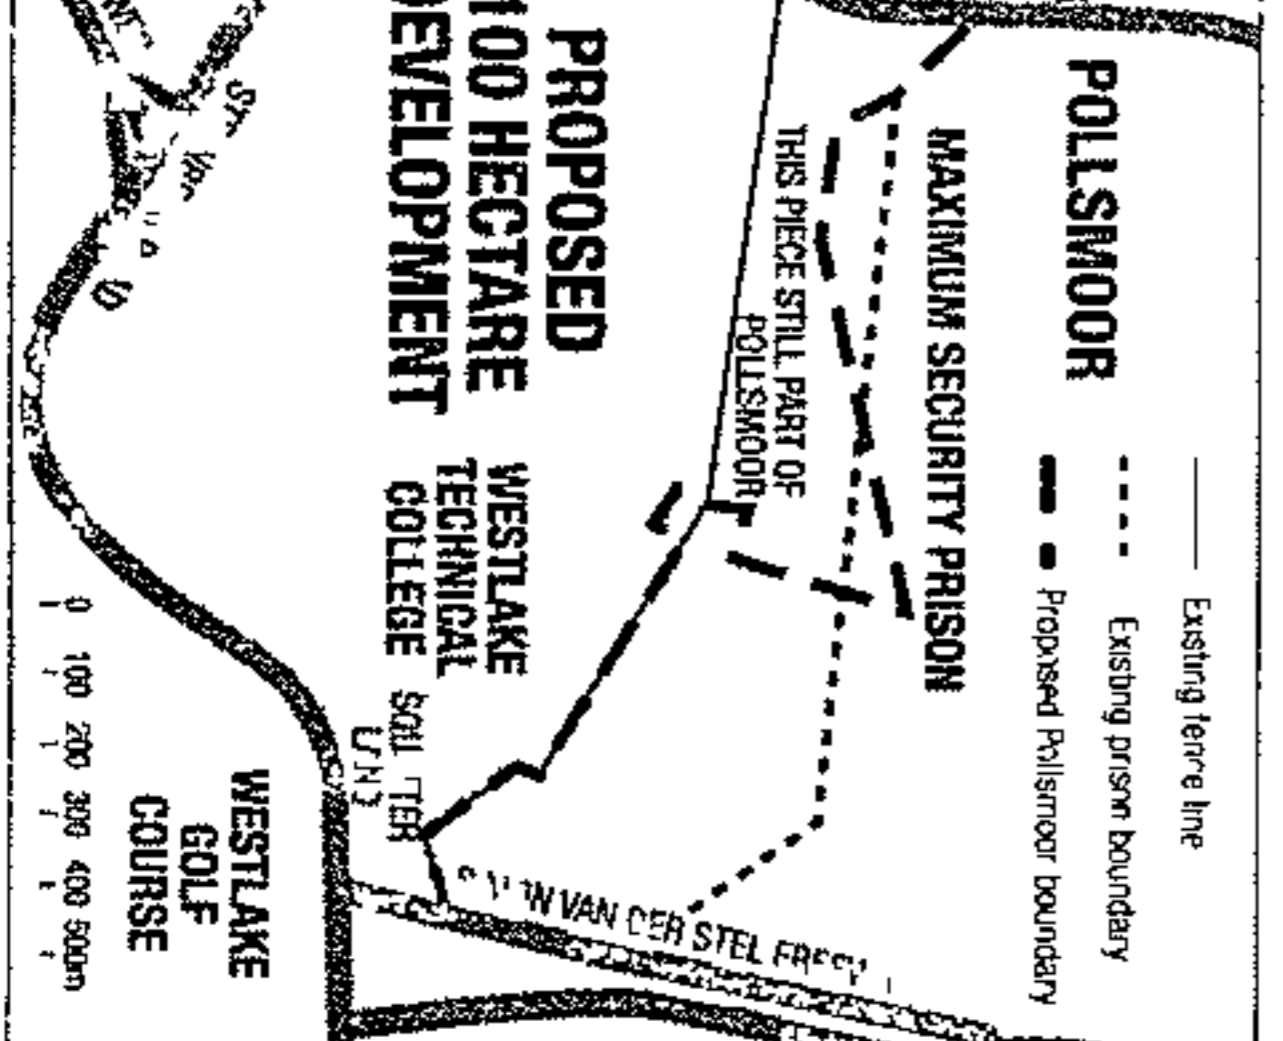 POLLSMOOR
Existing fence line
Existing prison boundary
Proposed Pollsmoor boundary
MAXIMUM SECURITY PRISON
THIS PIECE STILL PART OF
POLLSMOOR
PROPOSED
100 HECTARE
DEVELOPMENT
WESTLAKE
TECHNICAL
COLLEGE
VAN DER STEL
WESTLAKE
GOLF
COURSE
0 100 200 300 400 500m